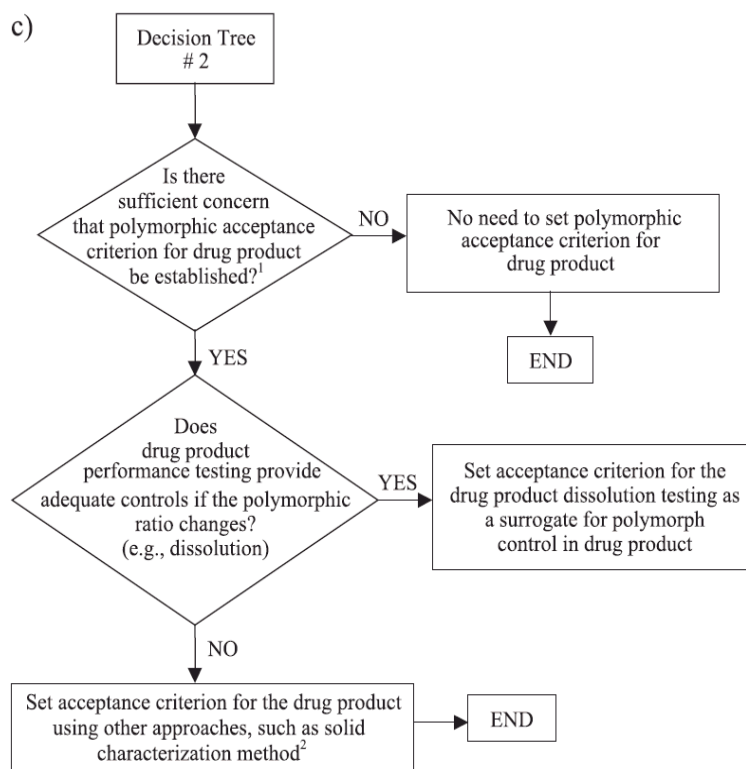 c)
Decision Tree
# 2
Is there
sufficient concern
that polymorphic acceptance
criterion for drug product
be established?¹
NO
No need to set polymorphic
acceptance criterion for
drug product
END
YES
Does
drug product
performance testing provide
adequate controls if the polymorphic
ratio changes?
(e.g., dissolution)
YES
Set acceptance criterion for the
drug product dissolution testing as
a surrogate for polymorph
control in drug product
NO
Set acceptance criterion for the drug product
using other approaches, such as solid
characterization method²
END